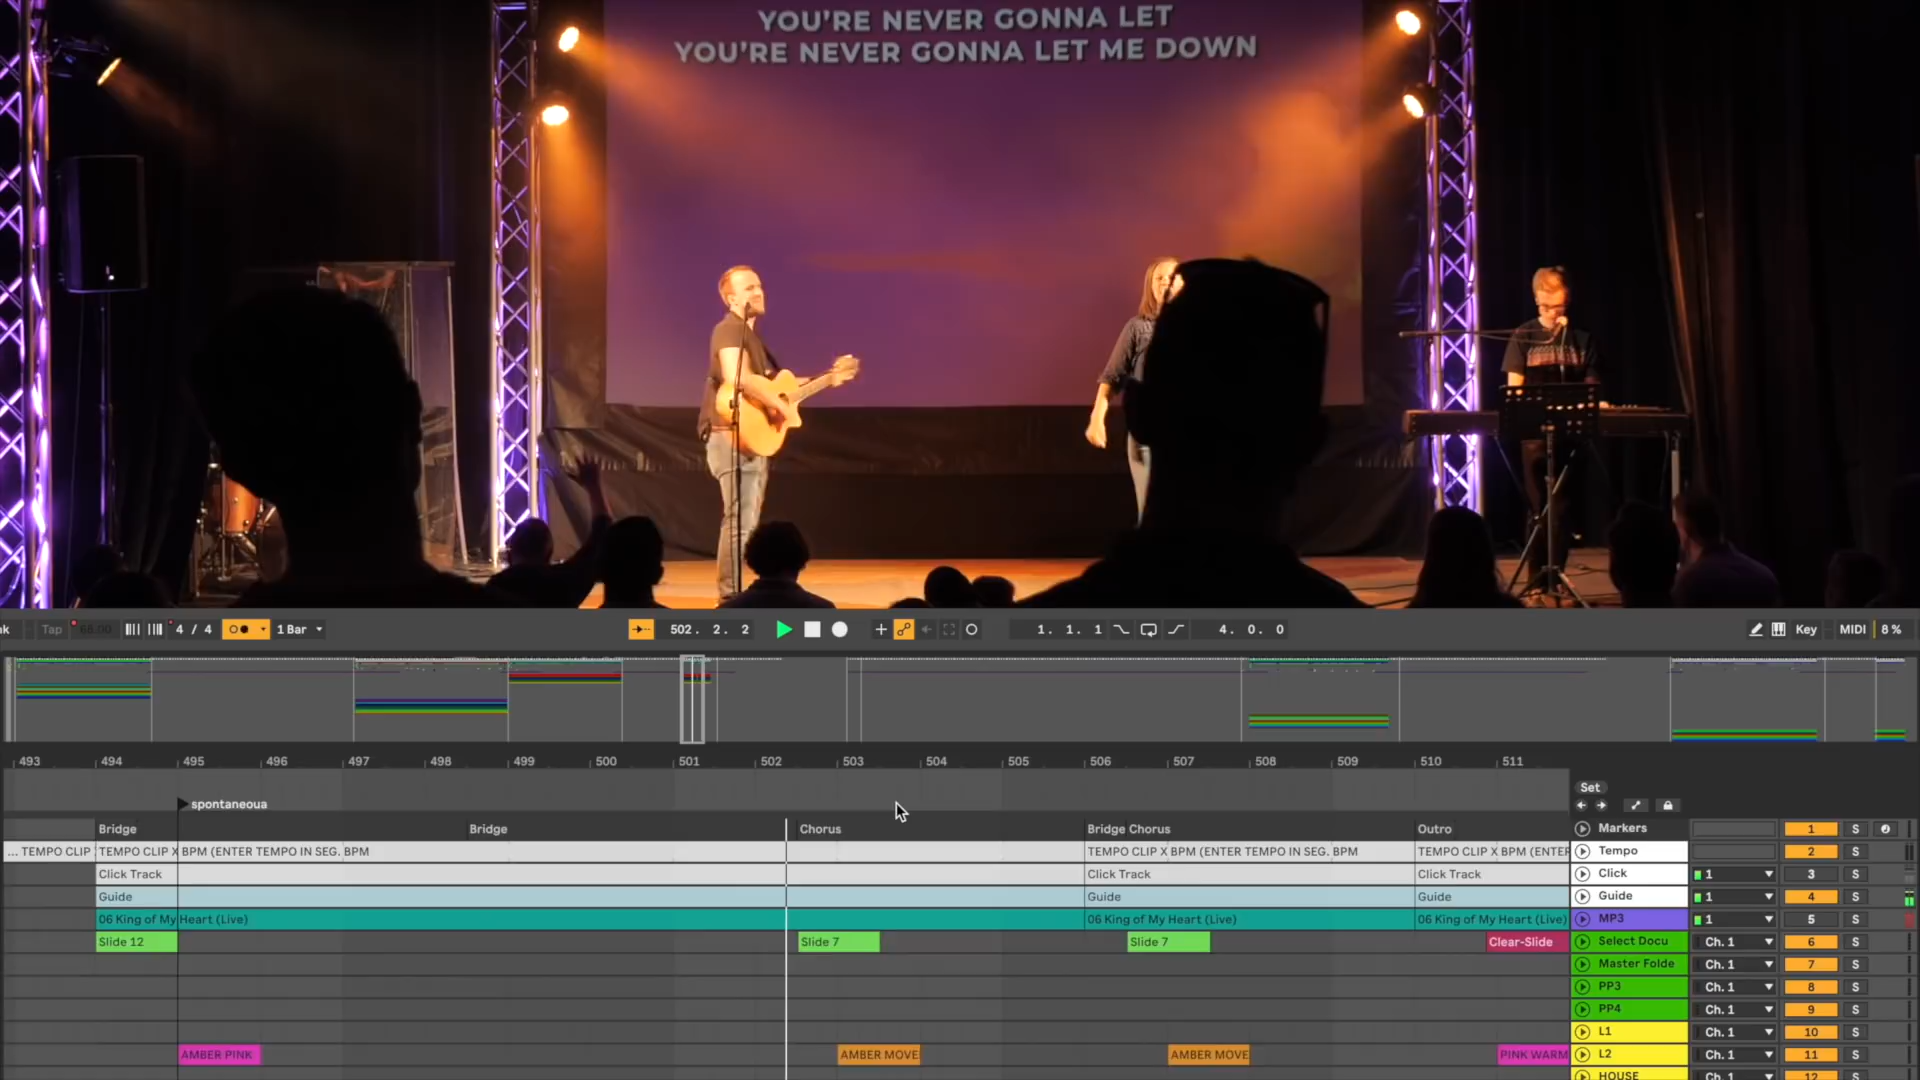 YOU'RE NEVER GONNA LET
YOU'RE NEVER GONNA LET ME DOWN
Tap 4 / 4 1 Bar 502. 2. 2 1. 1. 1 4. 0. 0 Key MIDI 8 %
493 494 495 496 497 498 499 500 501 502 503 504 505 506 507 508 509 510 511
Set
spontaneoua
Bridge Bridge Chorus Bridge Chorus Outro Markers 1 S
... TEMPO CLIP TEMPO CLIP X BPM (ENTER TEMPO IN SEG. BPM TEMPO CLIP X BPM (ENTER TEMPO IN SEG. BPM TEMPO CLIP X BPM (ENTER Tempo 2 S
Click Track Click Track Click Track Click 1 3 S
Guide Guide Guide Guide 1 4 S
06 King of My Heart (Live) 06 King of My Heart (Live) 06 King of My Heart (Live) MP3 1 5 S
Slide 12 Slide 7 Slide 7 Clear-Slide Select Docu Ch. 1 6 S
Master Folde Ch. 1 7 S
PP3 Ch. 1 8 S
PP4 Ch. 1 9 S
L1 Ch. 1 10 S
AMBER PINK AMBER MOVE AMBER MOVE PINK WARM L2 Ch. 1 11 S
HOUSE Ch. 1 12 S